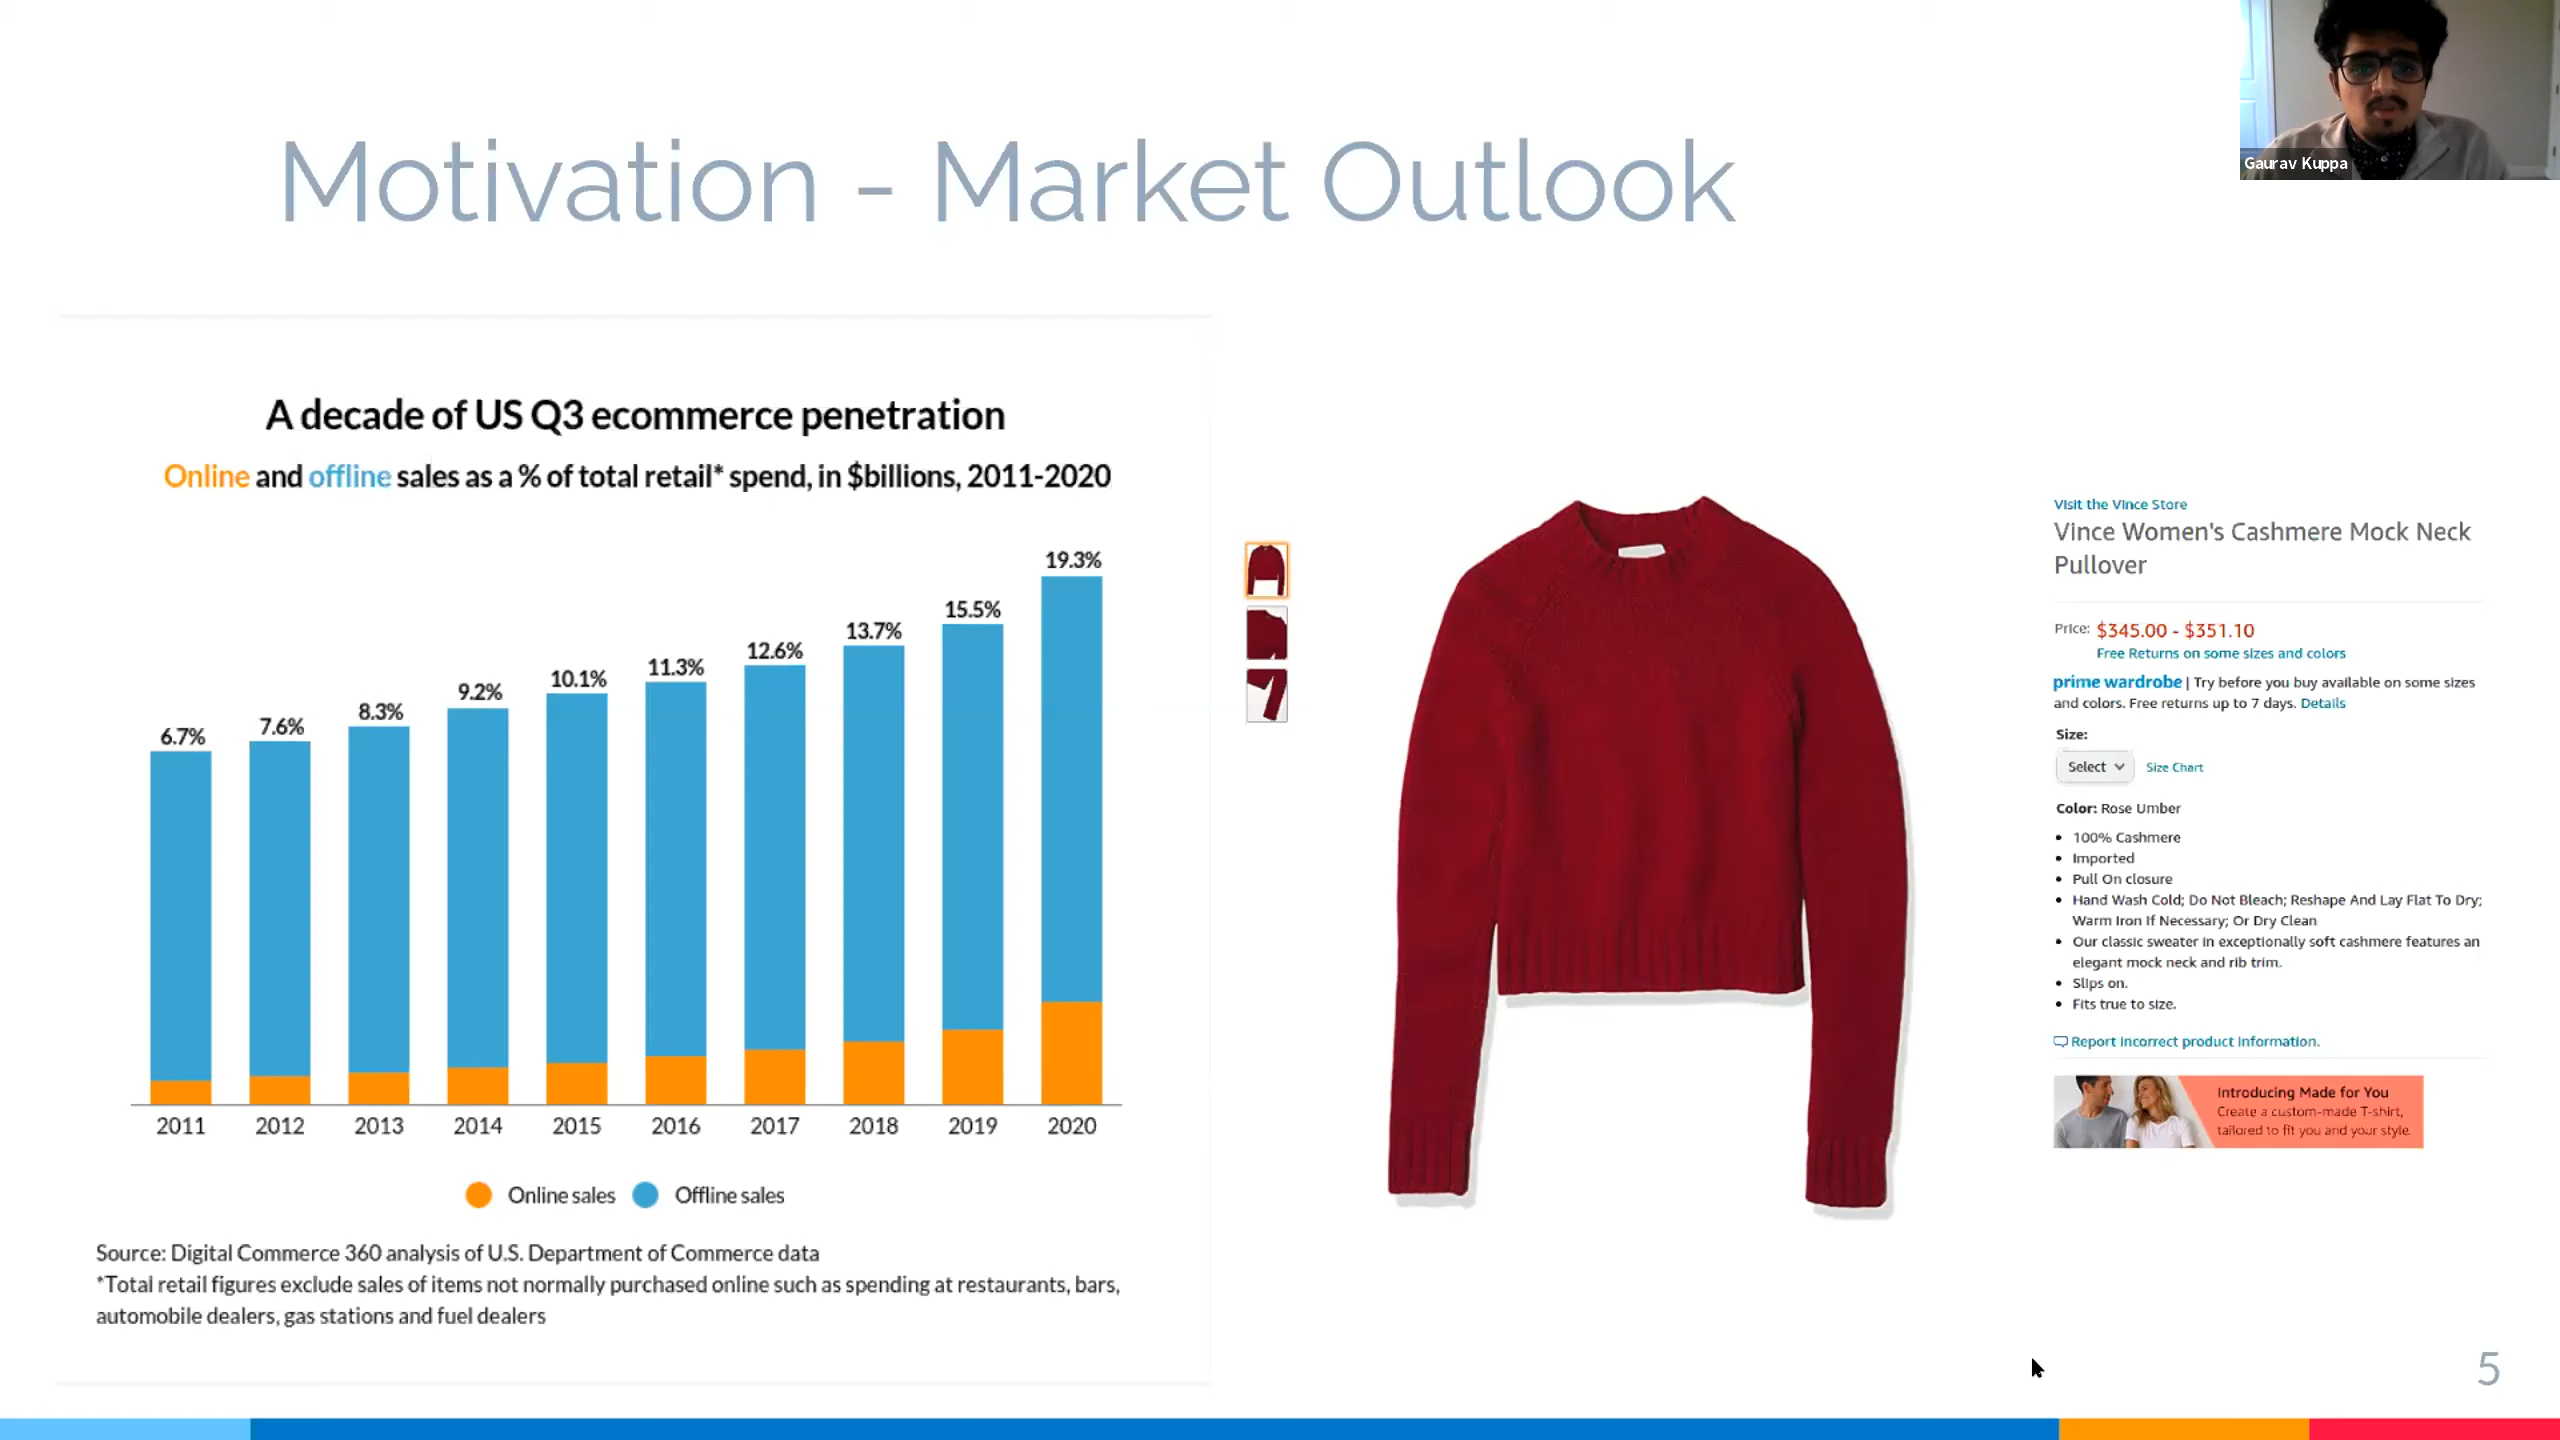 Motivation - Market Outlook
Gaurav Kuppa
A decade of US Q3 ecommerce penetration
Online and offline sales as a % of total retail* spend, in $billions, 2011-2020
6.7%
7.6%
8.3%
9.2%
10.1%
11.3%
12.6%
13.7%
15.5%
19.3%
2011
2012
2013
2014
2015
2016
2017
2018
2019
2020
Online sales
Offline sales
Source: Digital Commerce 360 analysis of U.S. Department of Commerce data
*Total retail figures exclude sales of items not normally purchased online such as spending at restaurants, bars,
automobile dealers, gas stations and fuel dealers
Visit the Vince Store
Vince Women's Cashmere Mock Neck
Pullover
Price: $345.00 - $351.10
Free Returns on some sizes and colors
prime wardrobe | Try before you buy available on some sizes
and colors. Free returns up to 7 days. Details
Size:
Select Size Chart
Color: Rose Umber
• 100% Cashmere
• Imported
• Pull On closure
• Hand Wash Cold; Do Not Bleach; Reshape And Lay Flat To Dry;
Warm Iron If Necessary; Or Dry Clean
• Our classic sweater in exceptionally soft cashmere features an
elegant mock neck and rib trim.
• Slips on.
• Fits true to size.
Report incorrect product information.
Introducing Made for You
Create a custom-made T-shirt,
tailored to fit you and your style.
5